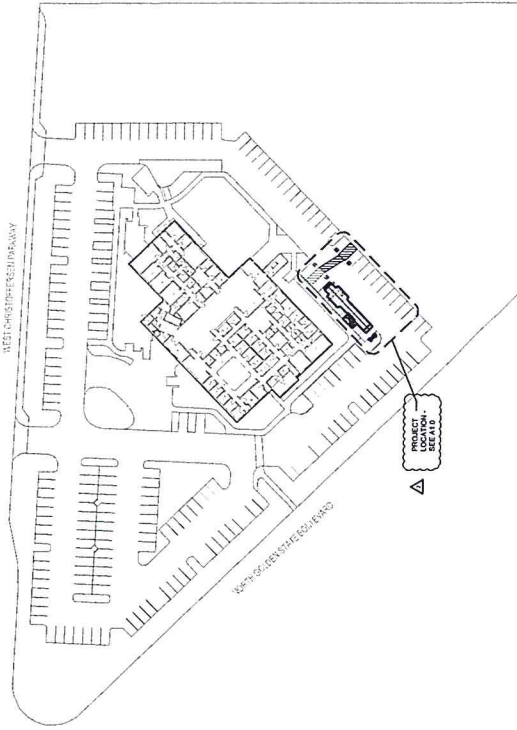 WEST CHRISTOFFERSEN PARKWAY
NORTH GOLDEN STATE BOULEVARD
PROJECT
LOCATION -
SEE A1.0